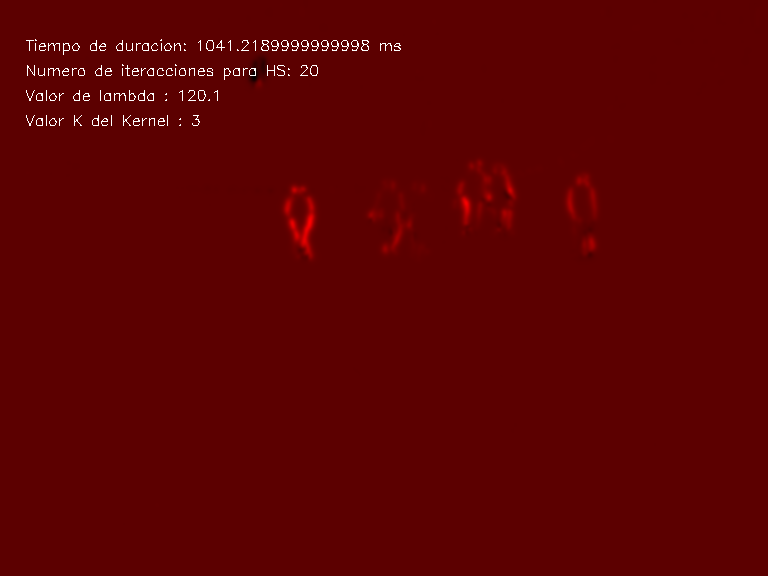 Tiempo de duracion: 1041.2189999999998 ms
Numero de iteracciones para HS: 20
Valor de lambda : 120.1
Valor K del Kernel : 3